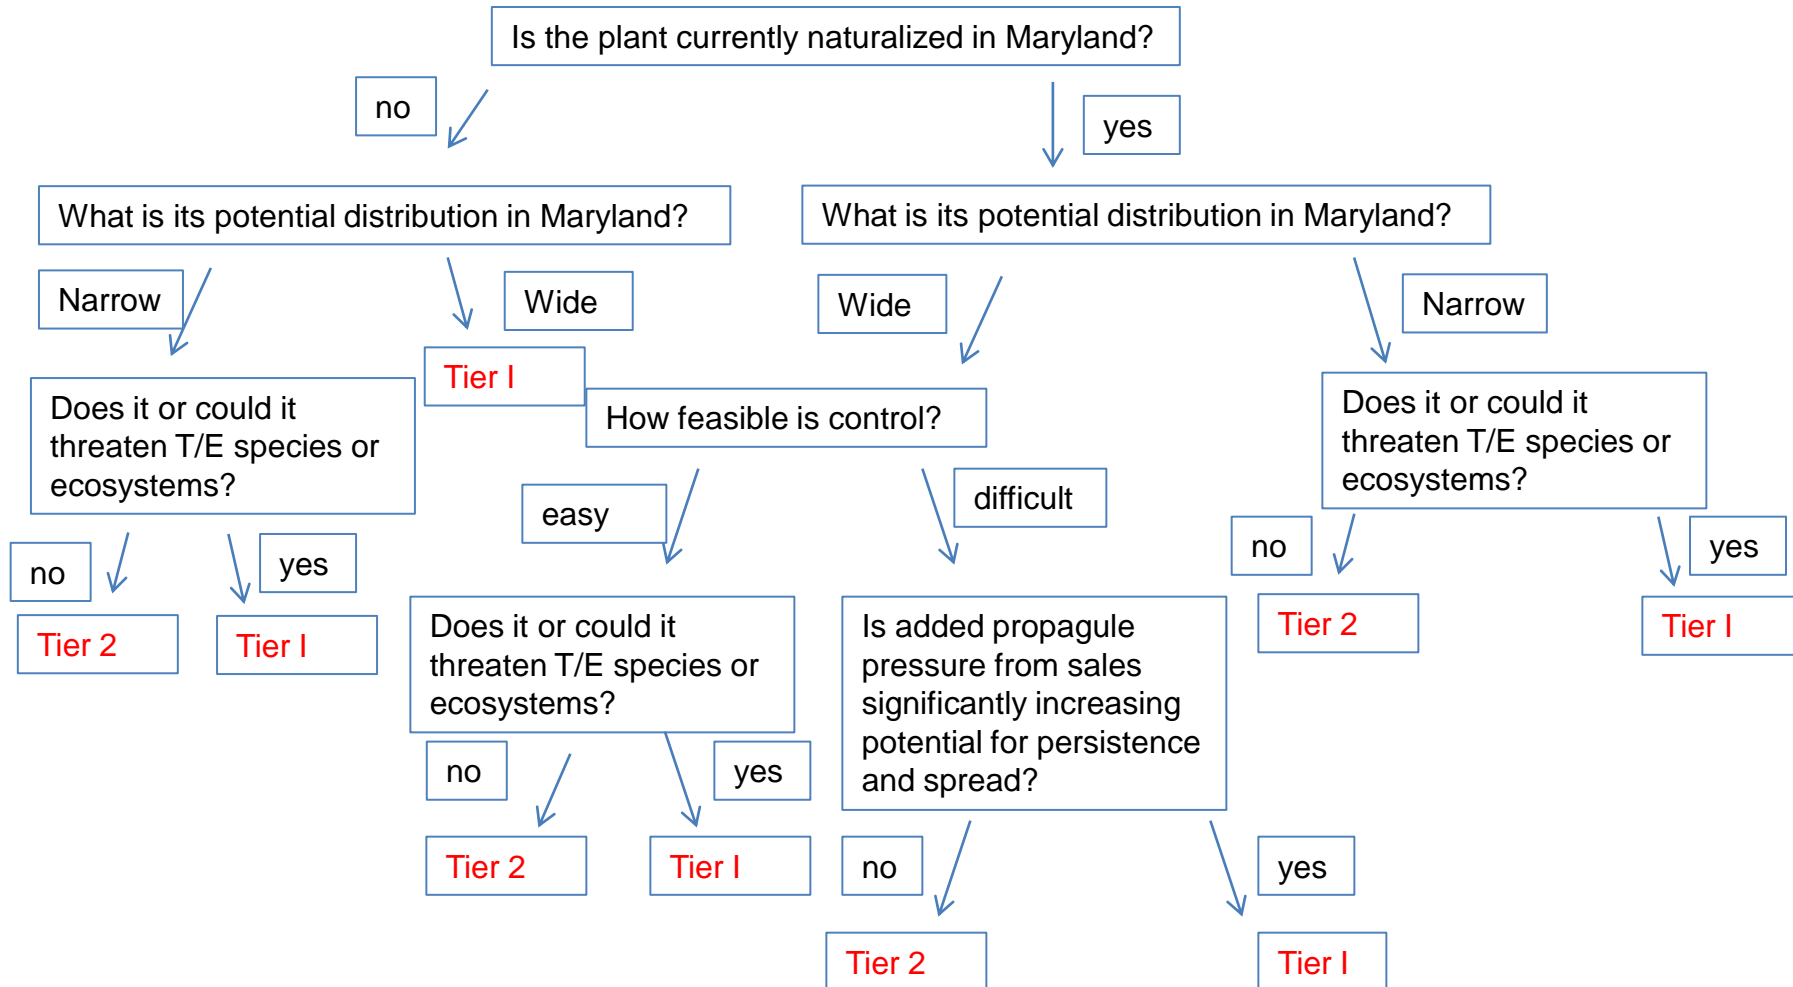 Is the plant currently naturalized in Maryland?
no
yes
What is its potential distribution in Maryland?
What is its potential distribution in Maryland?
Narrow
Wide
Wide
Narrow
Tier I
Does it or could it
threaten T/E species or
ecosystems?
How feasible is control?
Does it or could it
threaten T/E species or
ecosystems?
easy
difficult
no
yes
no
yes
Tier 2
Tier I
Does it or could it
threaten T/E species or
ecosystems?
Is added propagule
pressure from sales
significantly increasing
potential for persistence
and spread?
Tier 2
Tier I
no
yes
Tier 2
Tier I
no
yes
Tier 2
Tier I